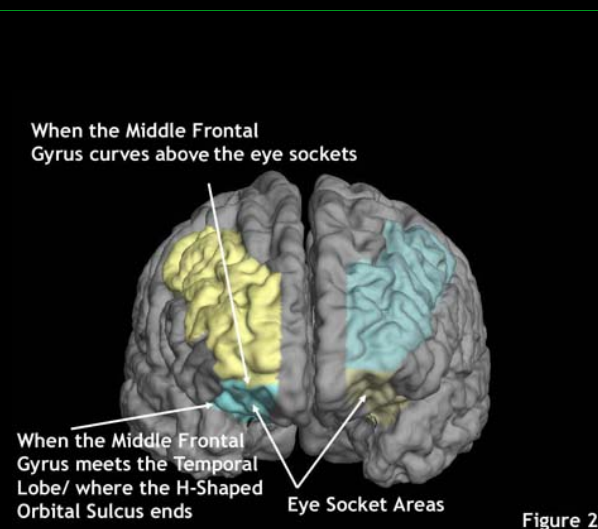 When the Middle Frontal
Gyrus curves above the eye sockets
When the Middle Frontal
Gyrus meets the Temporal
Lobe/ where the H-Shaped
Orbital Sulcus ends
Eye Socket Areas
Figure 2